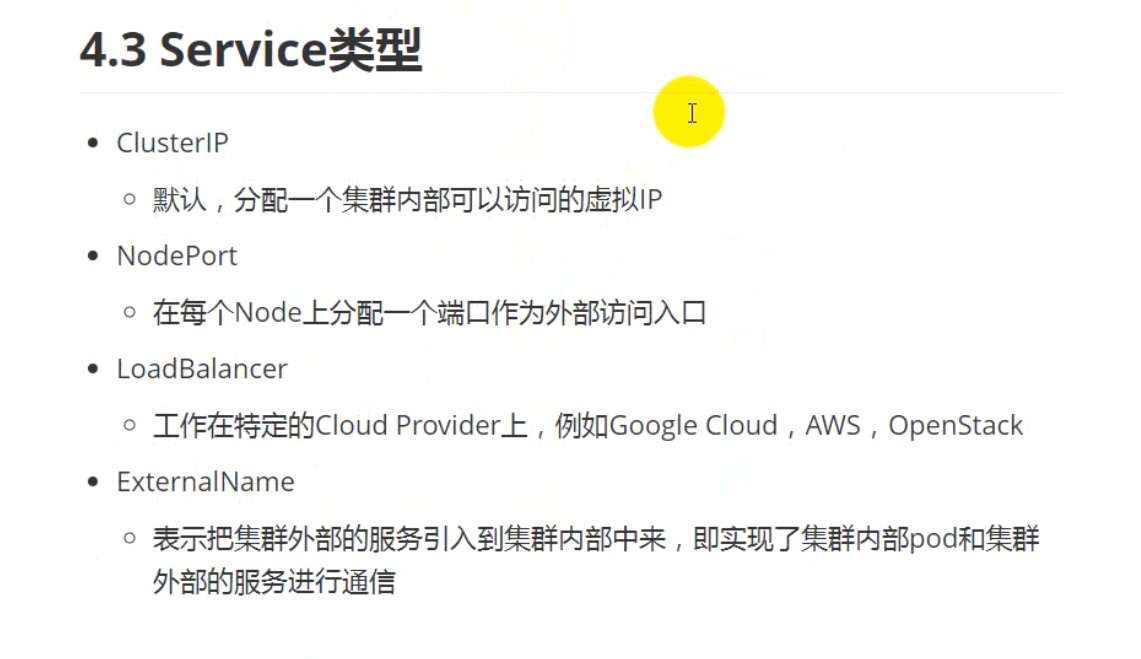 4.3 Service类型
ClusterIP
默认，分配一个集群内部可以访问的虚拟IP
NodePort
在每个Node上分配一个端口作为外部访问入口
LoadBalancer
工作在特定的Cloud Provider上，例如Google Cloud，AWS，OpenStack
ExternalName
表示把集群外部的服务引入到集群内部中来，即实现了集群内部pod和集群
外部的服务进行通信